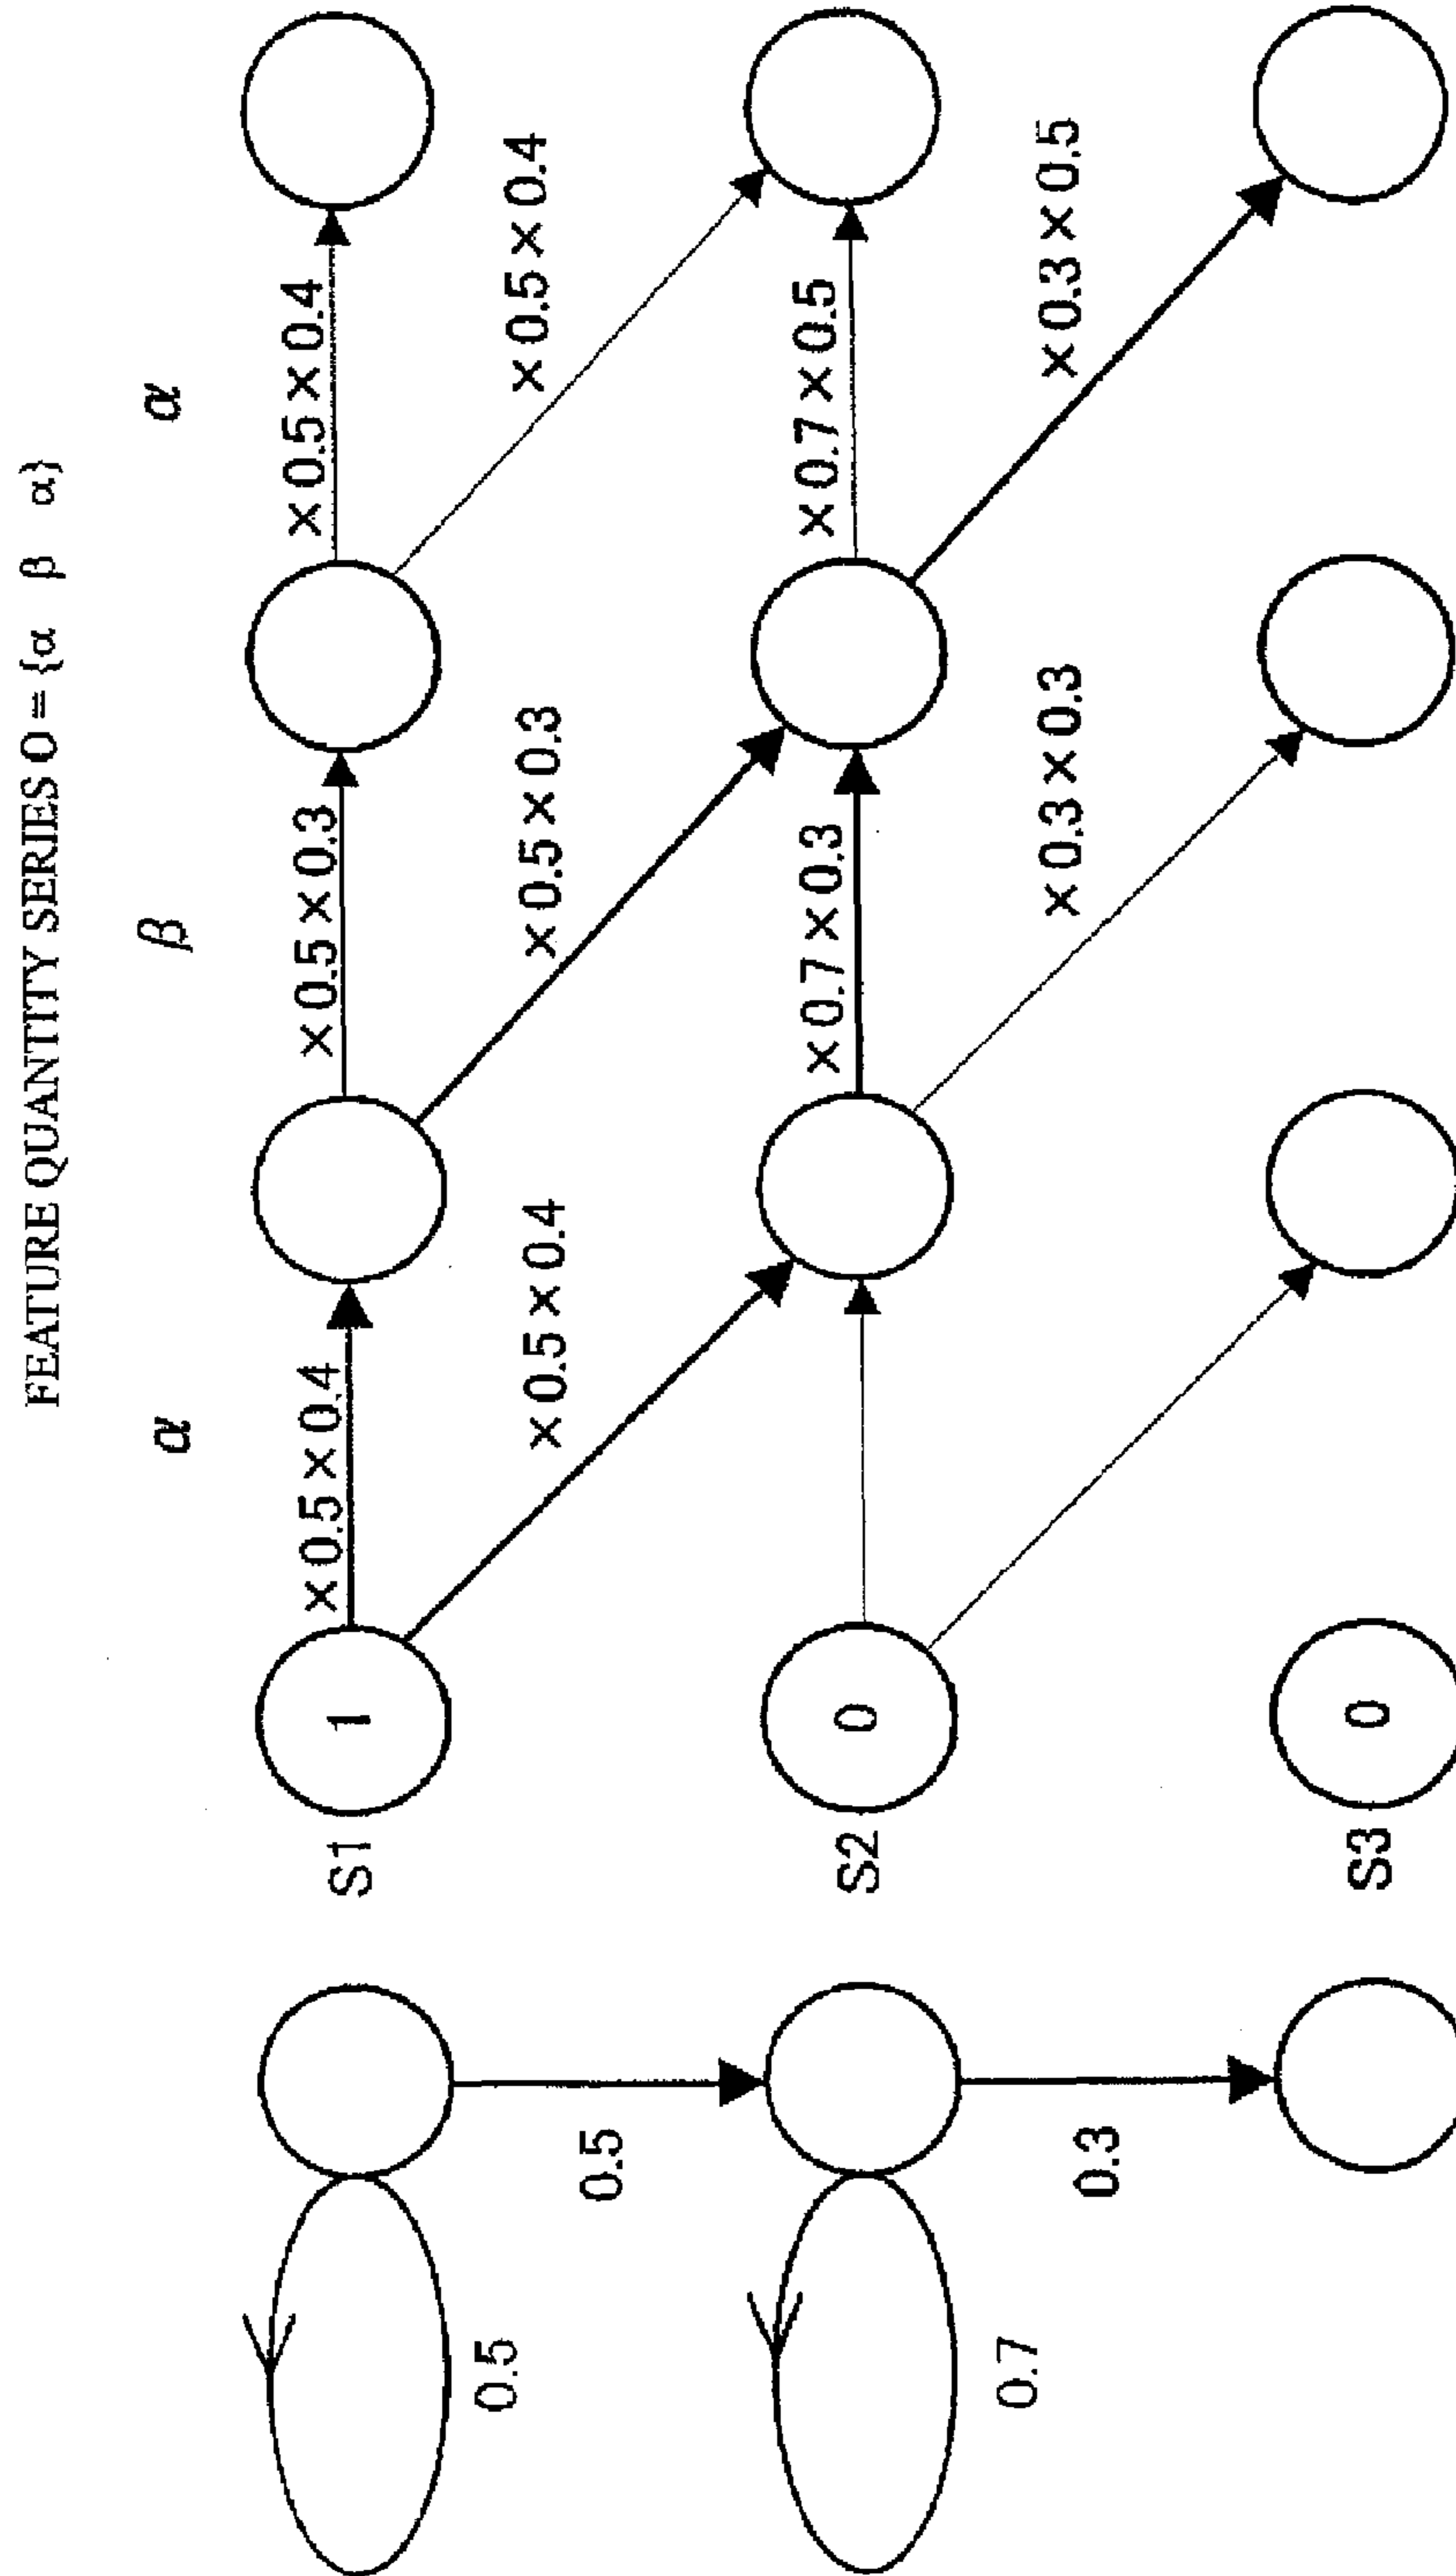 FEATURE QUANTITY SERIES O = {α β α}
α β α
×0.5×0.4 ×0.5×0.3 ×0.5×0.4
S1 1
0.5
×0.5×0.4 ×0.5×0.3 ×0.5×0.4
0.5
×0.7×0.3 ×0.7×0.5
S2 0
0.7
×0.3×0.3 ×0.3×0.5
0.3
S3 0